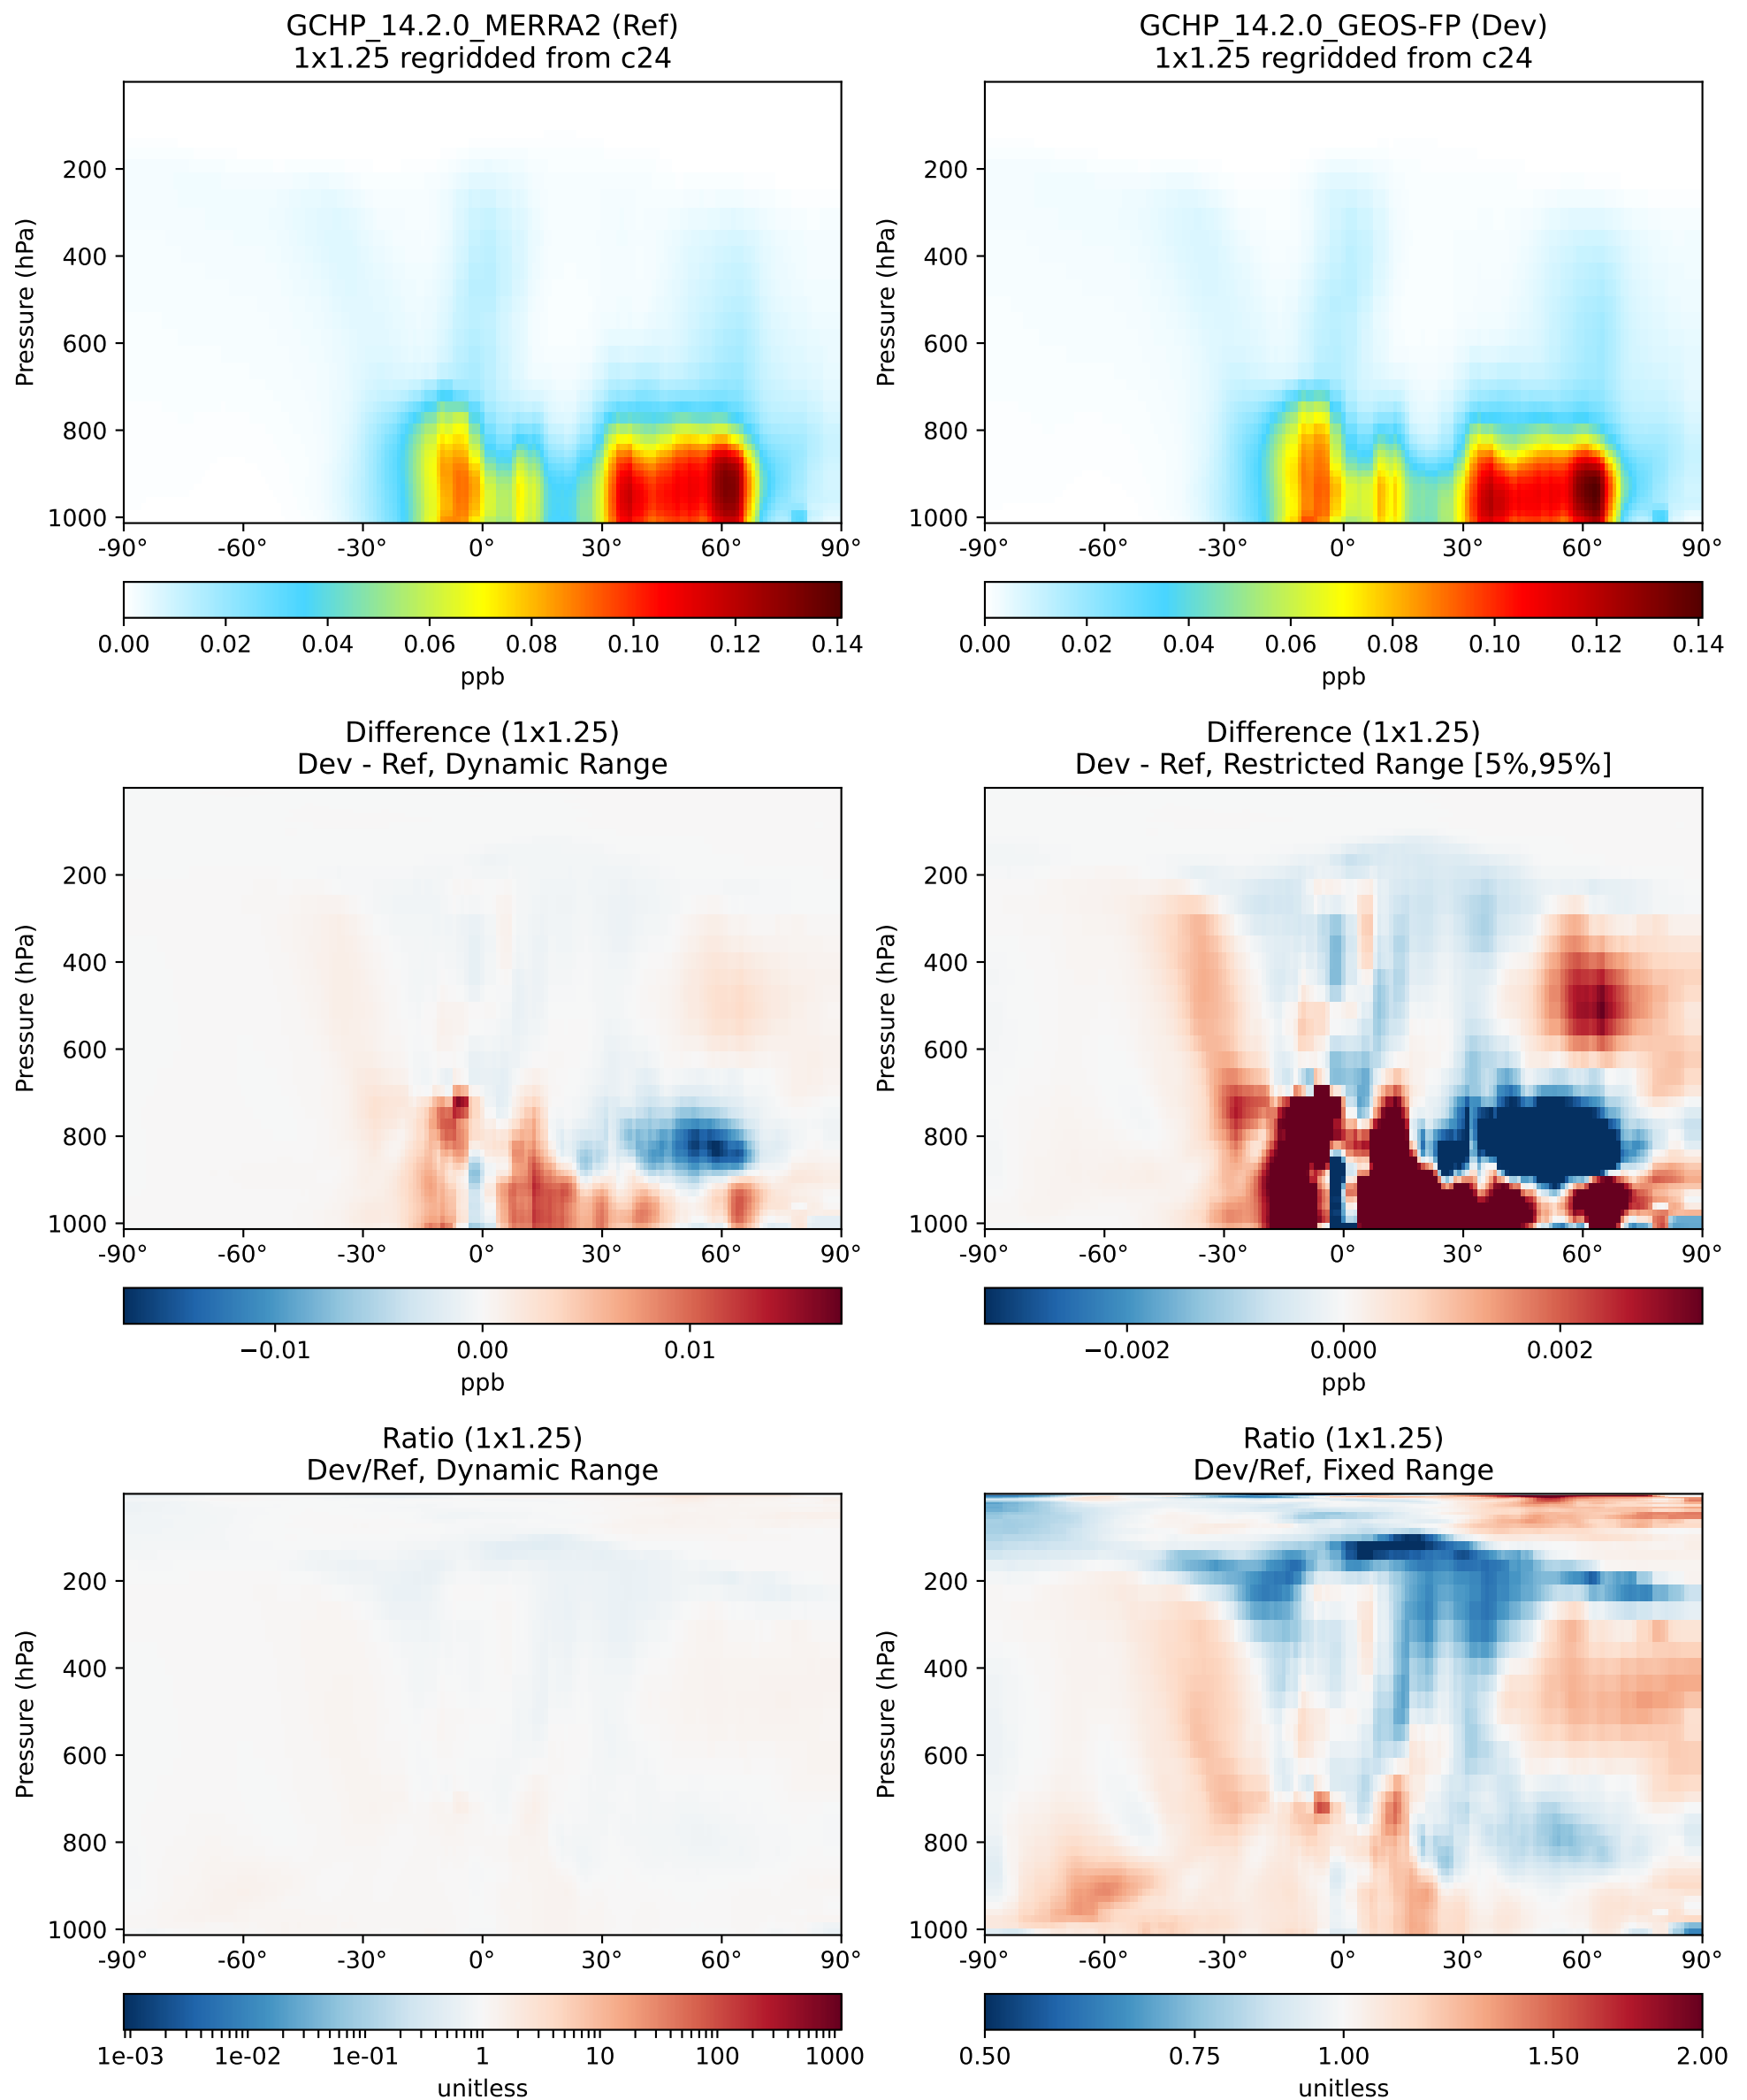 GCHP_14.2.0_MERRA2 (Ref)
1x1.25 regridded from c24
GCHP_14.2.0_GEOS-FP (Dev)
1x1.25 regridded from c24
Pressure (hPa)
200
400
600
800
1000
-90° -60° -30° 0° 30° 60° 90°
0.00 0.02 0.04 0.06 0.08 0.10 0.12 0.14
ppb
Pressure (hPa)
200
400
600
800
1000
-90° -60° -30° 0° 30° 60° 90°
0.00 0.02 0.04 0.06 0.08 0.10 0.12 0.14
ppb
Difference (1x1.25)
Dev - Ref, Dynamic Range
Difference (1x1.25)
Dev - Ref, Restricted Range [5%,95%]
Pressure (hPa)
200
400
600
800
1000
-90° -60° -30° 0° 30° 60° 90°
−0.01 0.00 0.01
ppb
Pressure (hPa)
200
400
600
800
1000
-90° -60° -30° 0° 30° 60° 90°
−0.002 0.000 0.002
ppb
Ratio (1x1.25)
Dev/Ref, Dynamic Range
Ratio (1x1.25)
Dev/Ref, Fixed Range
Pressure (hPa)
200
400
600
800
1000
-90° -60° -30° 0° 30° 60° 90°
1e-03 1e-02 1e-01 1 10 100 1000
unitless
Pressure (hPa)
200
400
600
800
1000
-90° -60° -30° 0° 30° 60° 90°
0.50 0.75 1.00 1.50 2.00
unitless